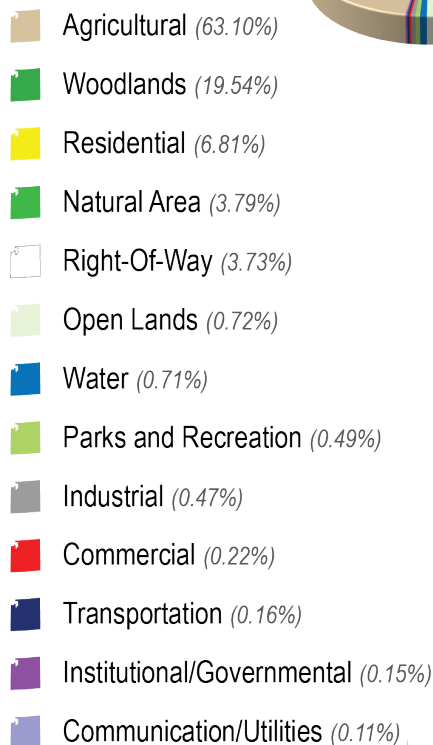 Agricultural (63.10%)
Woodlands (19.54%)
Residential (6.81%)
Natural Area (3.79%)
Right-Of-Way (3.73%)
Open Lands (0.72%)
Water (0.71%)
Parks and Recreation (0.49%)
Industrial (0.47%)
Commercial (0.22%)
Transportation (0.16%)
Institutional/Governmental (0.15%)
Communication/Utilities (0.11%)